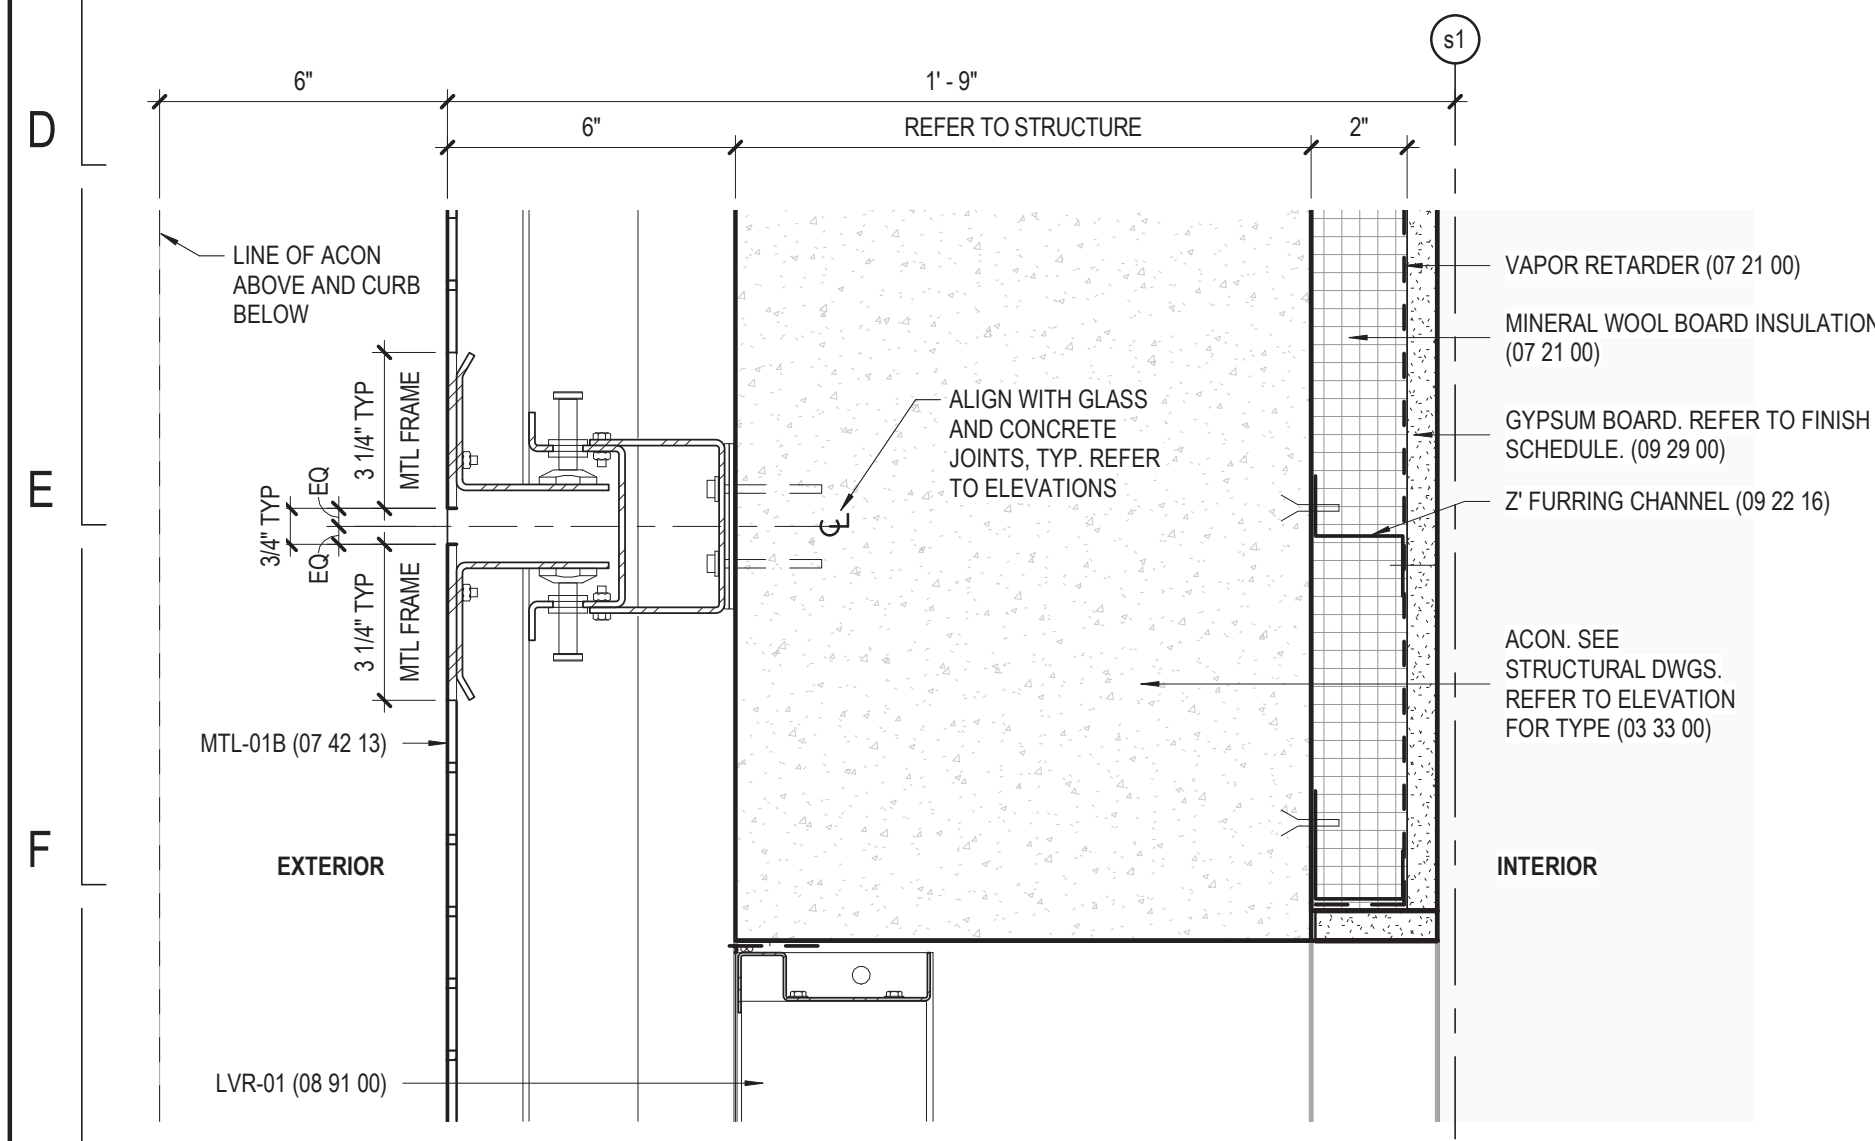 s1
6"
1' - 9"
D
6"
REFER TO STRUCTURE
2"
LINE OF ACON
ABOVE AND CURB
BELOW
VAPOR RETARDER (07 21 00)
MINERAL WOOL BOARD INSULATION
(07 21 00)
3 1/4" TYP
MTL FRAME
ALIGN WITH GLASS
AND CONCRETE
JOINTS, TYP. REFER
TO ELEVATIONS
GYPSUM BOARD. REFER TO FINISH
SCHEDULE. (09 29 00)
E
3/4" TYP
EQ
EQ
CL
Z' FURRING CHANNEL (09 22 16)
3 1/4" TYP
MTL FRAME
ACON. SEE
STRUCTURAL DWGS.
REFER TO ELEVATION
FOR TYPE (03 33 00)
MTL-01B (07 42 13)
F
EXTERIOR
INTERIOR
LVR-01 (08 91 00)